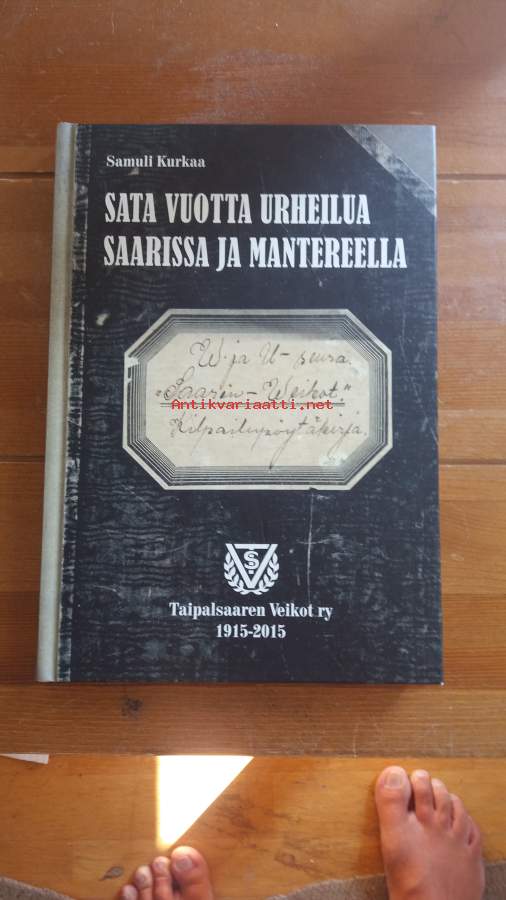 Samuli Kurkaa
SATA VUOTTA URHEILUA
SAARISSA JA MANTEREELLA
W. ja U- seura.
"Saarin-Weikot."
Antikvariaatti.net
Kilpailupöytäkirja.
VS
Taipalsaaren Veikot ry
1915-2015